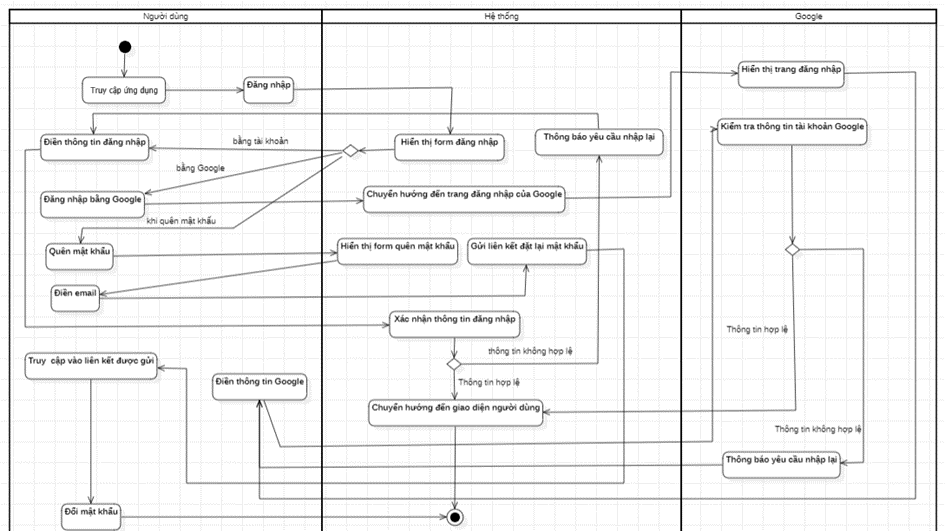 Người dùng
Hệ thống
Google
Truy cập ứng dụng
Đăng nhập
Hiển thị trang đăng nhập
Điền thông tin đăng nhập
bằng tài khoản
Hiển thị form đăng nhập
Thông báo yêu cầu nhập lại
Kiểm tra thông tin tài khoản Google
bằng Google
Đăng nhập bằng Google
Chuyển hướng đến trang đăng nhập của Google
khi quên mật khẩu
Quên mật khẩu
Hiển thị form quên mật khẩu
Gửi liên kết đặt lại mật khẩu
Điền email
Xác nhận thông tin đăng nhập
Thông tin hợp lệ
thông tin không hợp lệ
Truy cập vào liên kết được gửi
Điền thông tin Google
Thông tin hợp lệ
Chuyển hướng đến giao diện người dùng
Thông tin không hợp lệ
Thông báo yêu cầu nhập lại
Đổi mật khẩu